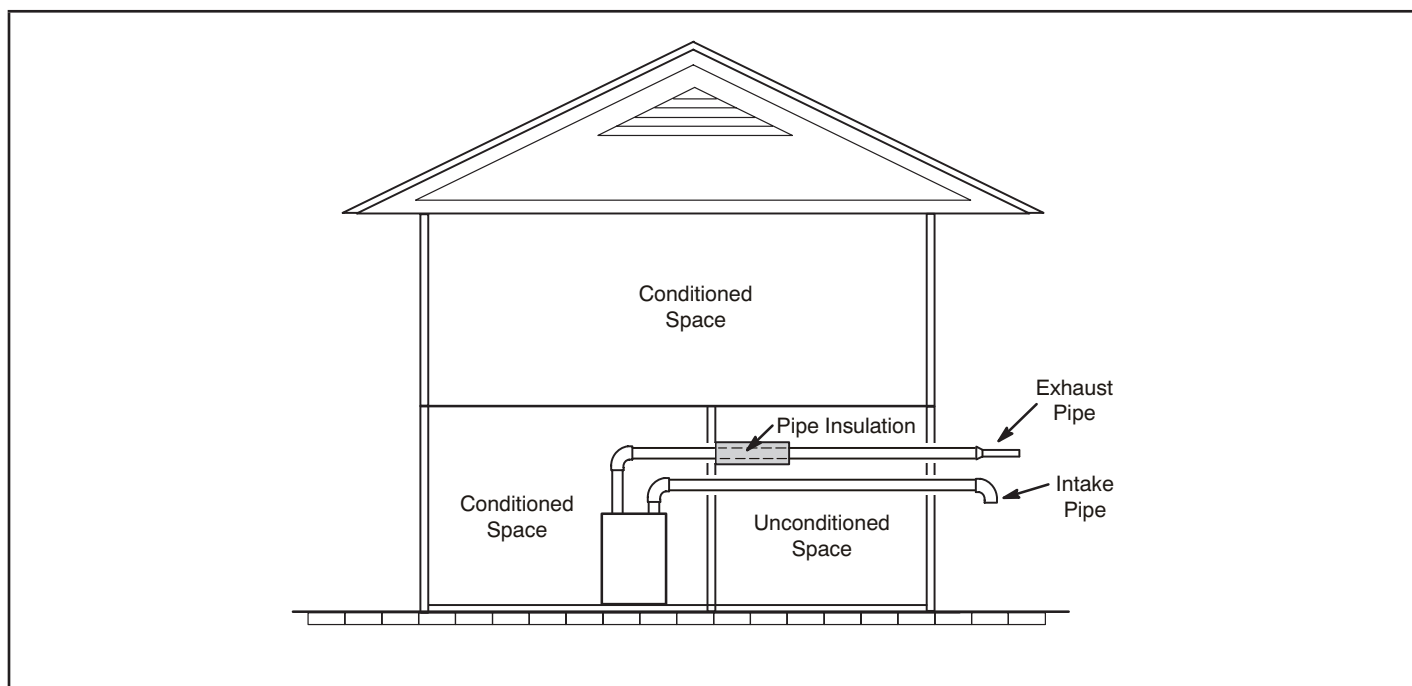 Conditioned
Space
Exhaust
Pipe
Pipe Insulation
Conditioned
Space
Unconditioned
Space
Intake
Pipe